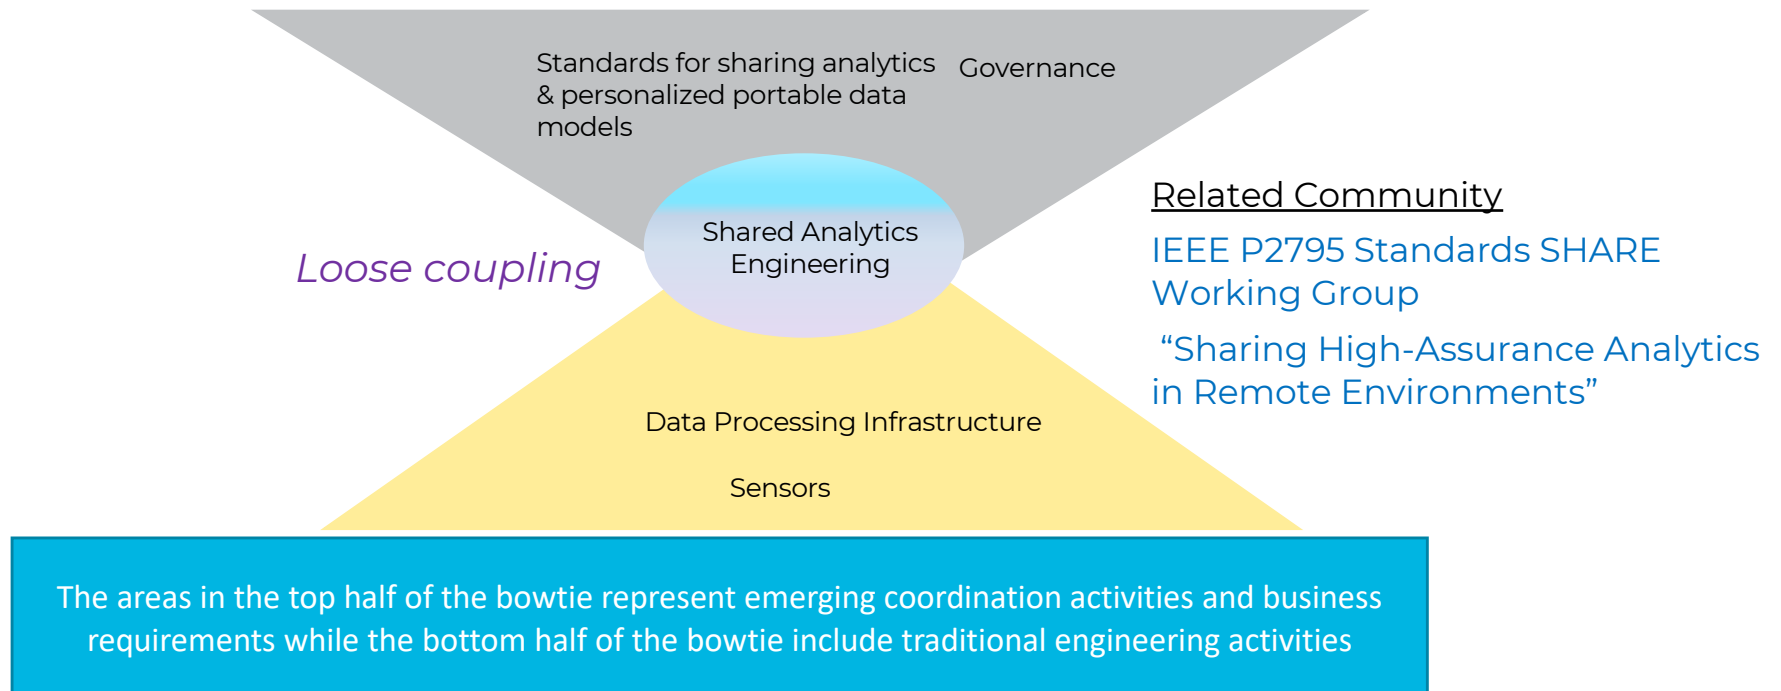 Standards for sharing analytics
& personalized portable data
models
Governance
Shared Analytics
Engineering
Loose coupling
Related Community
IEEE P2795 Standards SHARE
Working Group
“Sharing High-Assurance Analytics
in Remote Environments”
Data Processing Infrastructure
Sensors
The areas in the top half of the bowtie represent emerging coordination activities and business
requirements while the bottom half of the bowtie include traditional engineering activities